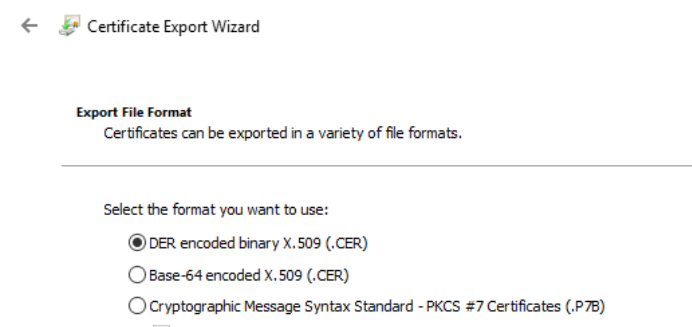 Certificate Export Wizard
Export File Format
Certificates can be exported in a variety of file formats.
Select the format you want to use:
DER encoded binary X.509 (.CER)
Base-64 encoded X.509 (.CER)
Cryptographic Message Syntax Standard - PKCS #7 Certificates (.P7B)